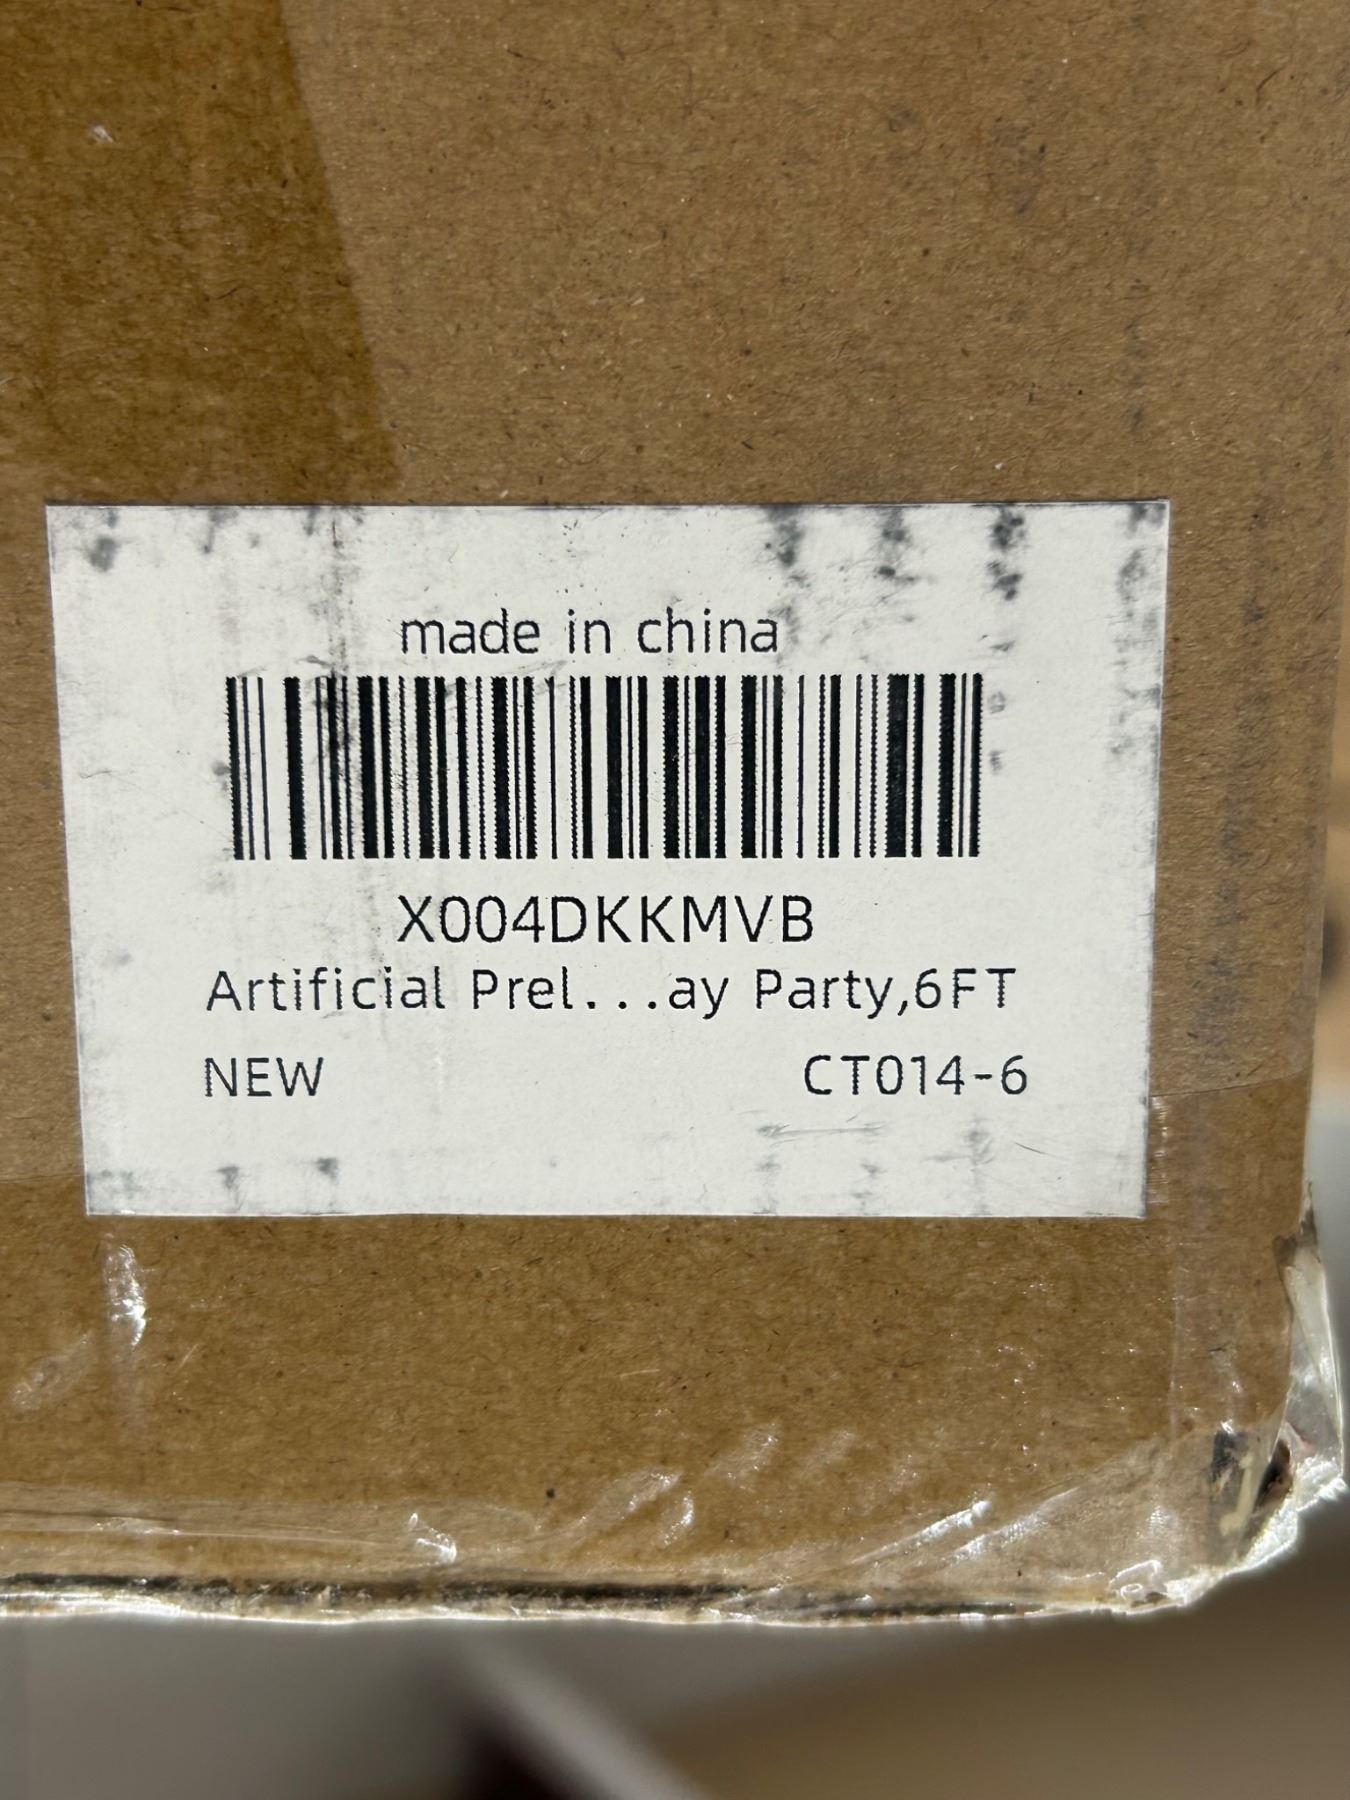 made in china
X004DKKMVB
Artificial Prel...ay Party,6FT
NEW CT014-6